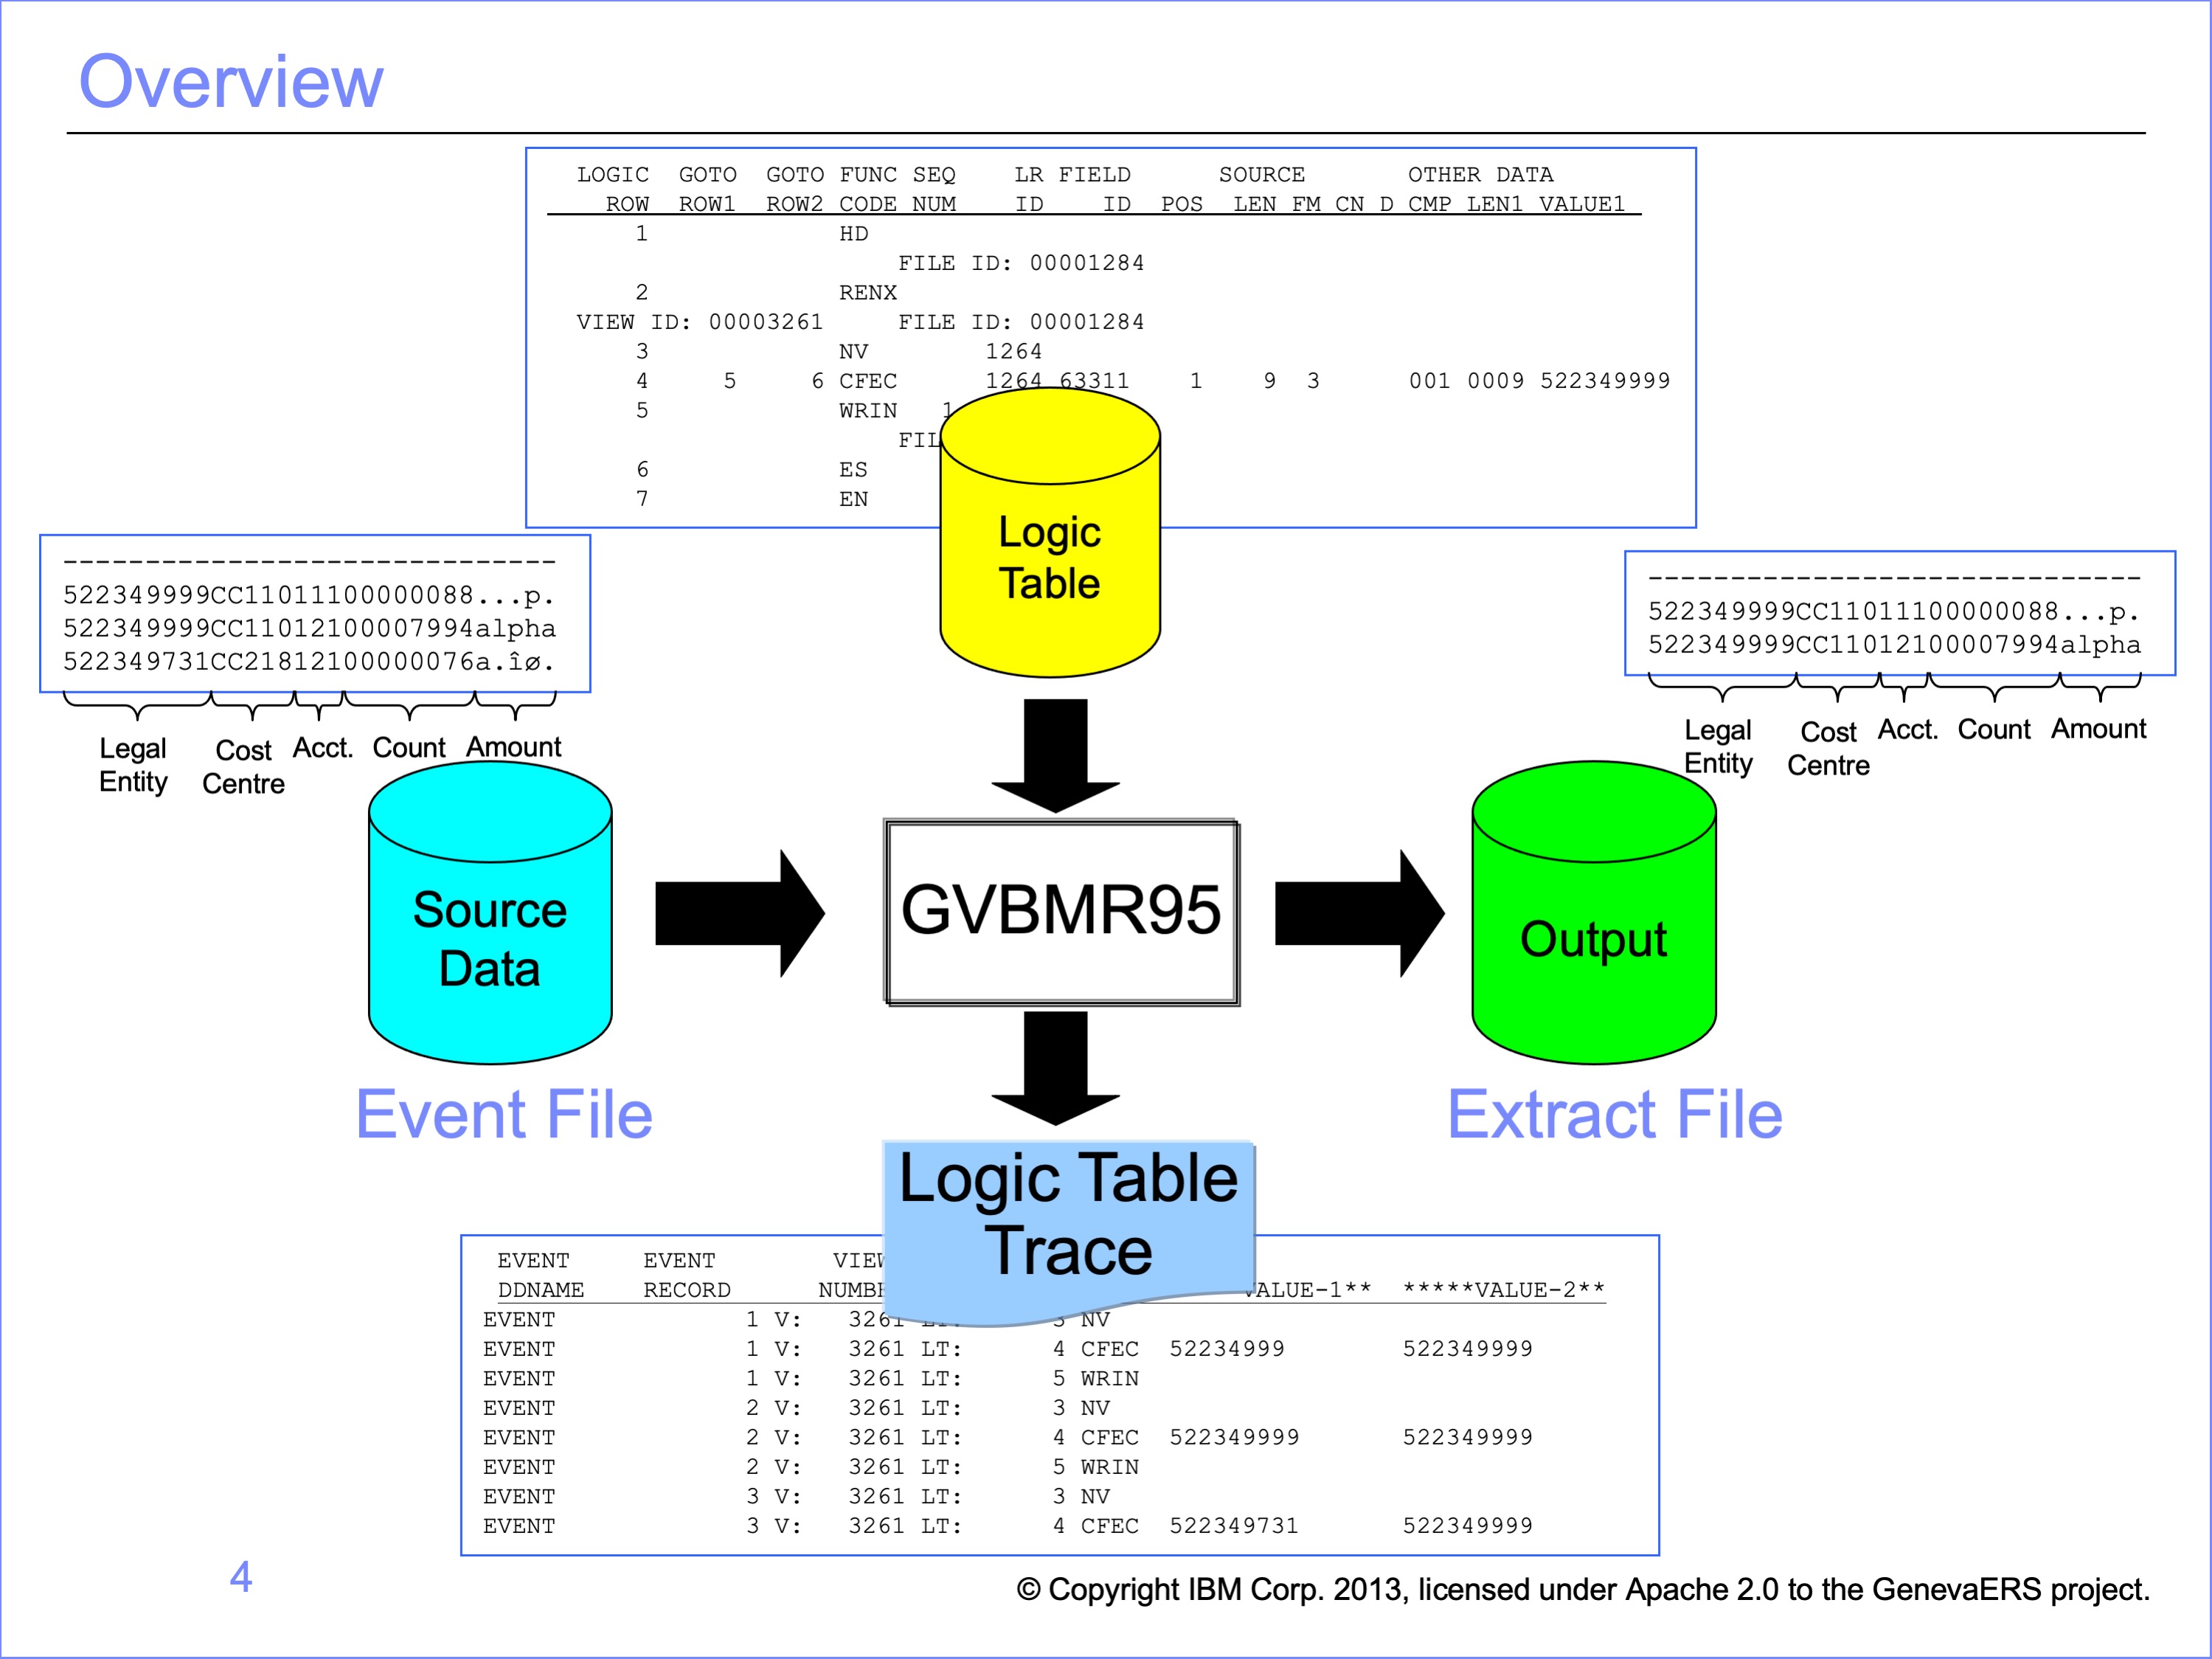 Overview
LOGIC GOTO GOTO FUNC SEQ LR FIELD SOURCE OTHER DATA
ROW ROW1 ROW2 CODE NUM ID ID POS LEN FM CN D CMP LEN1 VALUE1
1 HD
FILE ID: 00001284
2 RENX
VIEW ID: 00003261 FILE ID: 00001284
3 NV 1264
4 5 6 CFEC 1264 63311 1 9 3 001 0009 522349999
5 WRIN 1
FIL
6 ES
7 EN
Logic
Table
------------------------------
522349999CC11011100000088...p.
522349999CC11012100007994alpha
522349731CC21812100000076a.îø.
Legal
Entity
Cost
Centre
Acct.
Count
Amount
------------------------------
522349999CC11011100000088...p.
522349999CC11012100007994alpha
Legal
Entity
Cost
Centre
Acct.
Count
Amount
Source
Data
GVBMR95
Output
Event File
Extract File
Logic Table
Trace
EVENT EVENT VIEW
DDNAME RECORD NUMBE VALUE-1** *****VALUE-2**
EVENT 1 V: 3261 LT: 3 NV
EVENT 1 V: 3261 LT: 4 CFEC 52234999 522349999
EVENT 1 V: 3261 LT: 5 WRIN
EVENT 2 V: 3261 LT: 3 NV
EVENT 2 V: 3261 LT: 4 CFEC 522349999 522349999
EVENT 2 V: 3261 LT: 5 WRIN
EVENT 3 V: 3261 LT: 3 NV
EVENT 3 V: 3261 LT: 4 CFEC 522349731 522349999
4
© Copyright IBM Corp. 2013, licensed under Apache 2.0 to the GenevaERS project.